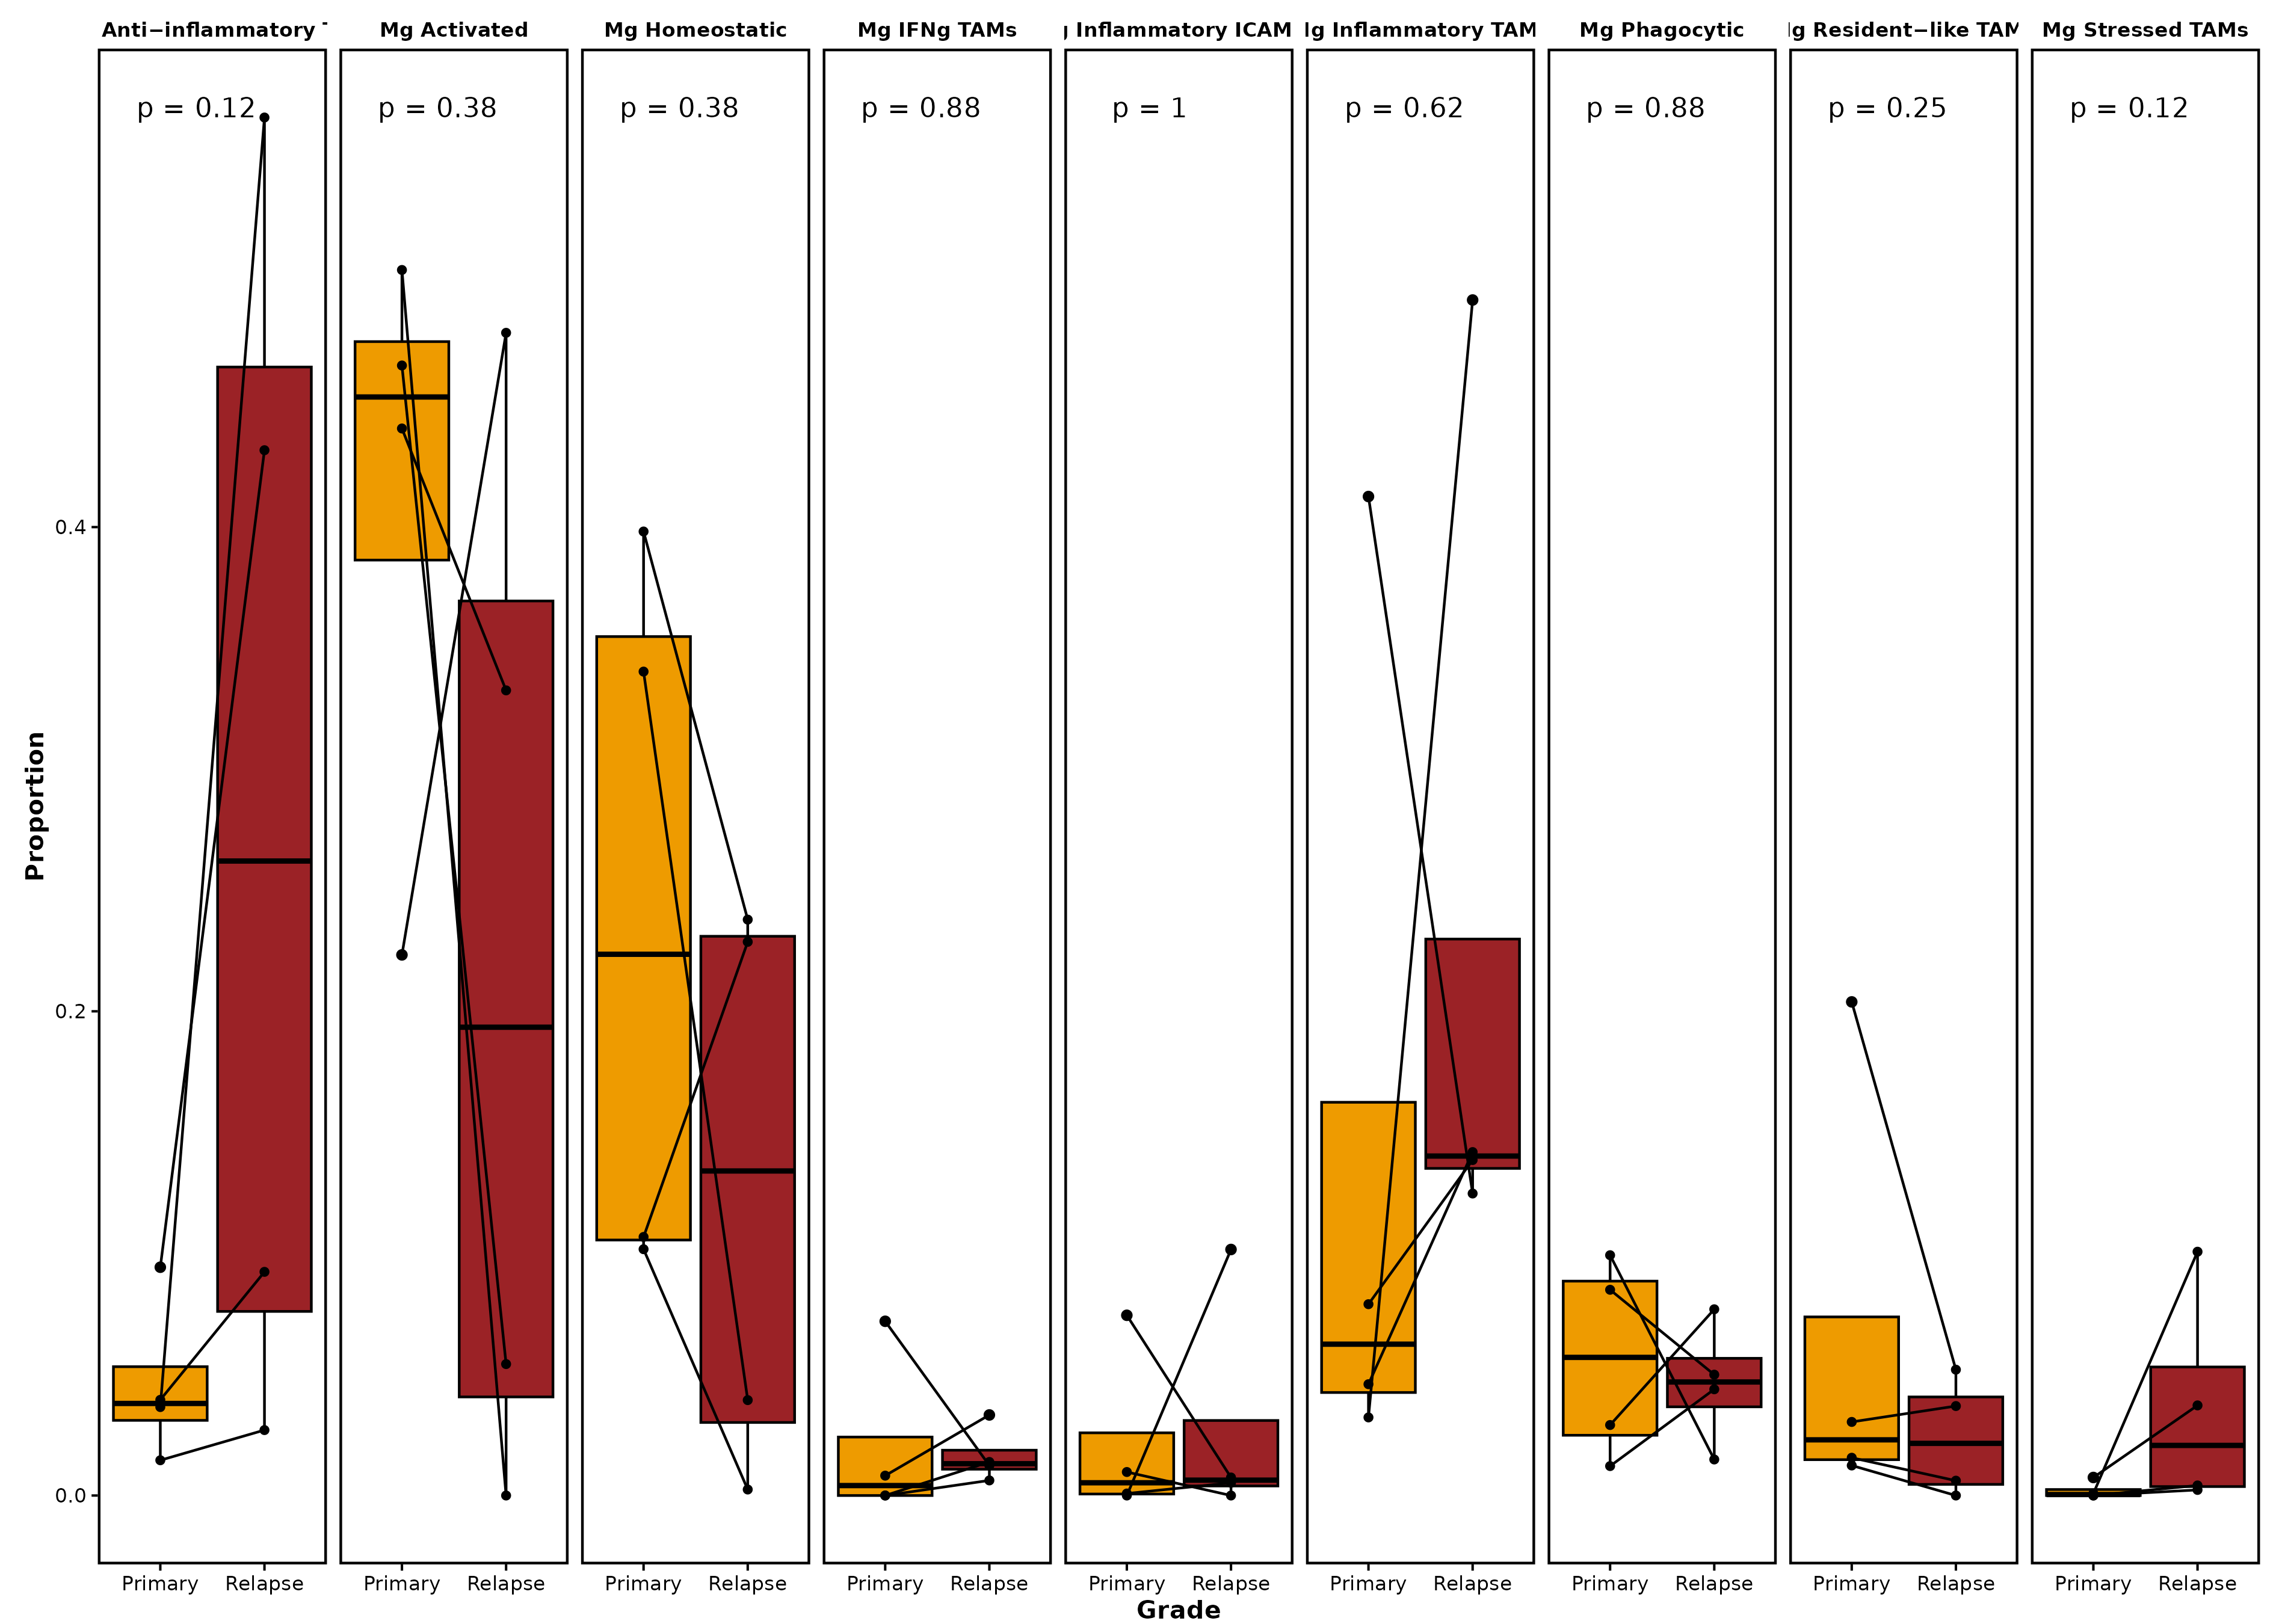 Anti−inflammatory
Mg Activated
Mg Homeostatic
Mg IFNg TAMs
Inflammatory ICAM
Inflammatory TAM
Mg Phagocytic
Resident−like TAM
Mg Stressed TAMs
p = 0.12
p = 0.38
p = 0.38
p = 0.88
p = 1
p = 0.62
p = 0.88
p = 0.25
p = 0.12
Proportion
0.4
0.2
0.0
Primary Relapse
Primary Relapse
Primary Relapse
Primary Relapse
Primary Relapse
Primary Relapse
Primary Relapse
Primary Relapse
Primary Relapse
Grade